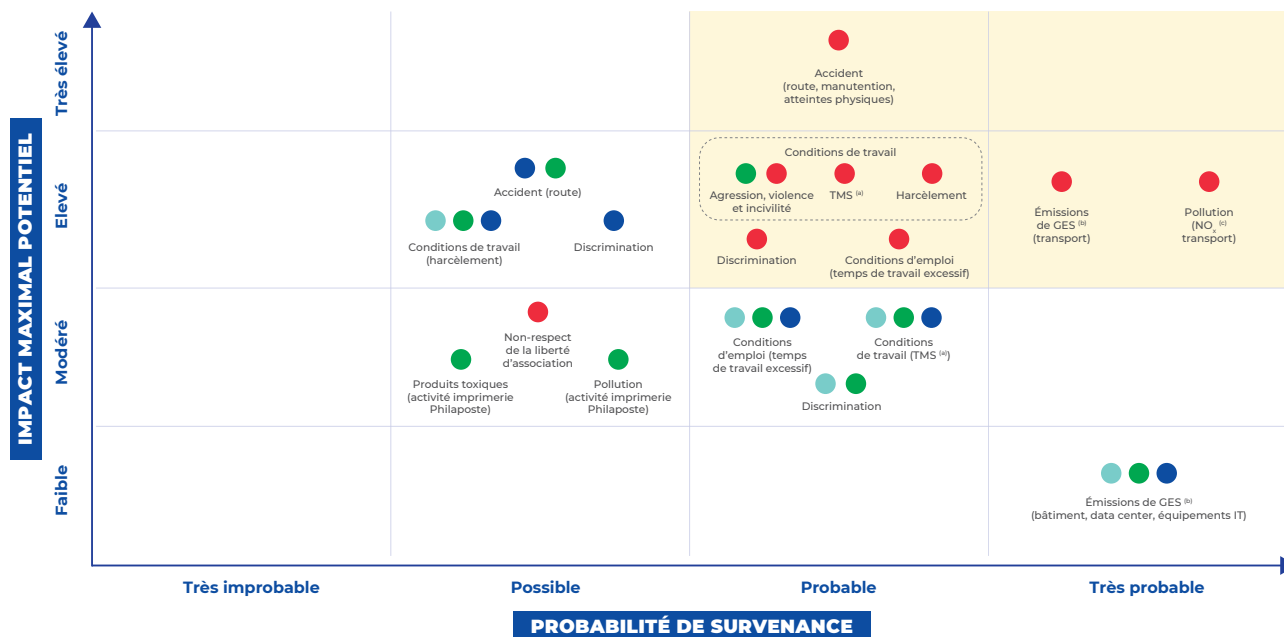 IMPACT MAXIMAL POTENTIEL
Très élevé
Accident
(route, manutention,
atteintes physiques)
Elevé
Accident (route)
Conditions de travail
(harcèlement)
Discrimination
Conditions de travail
Agression, violence
et incivilité
TMS (a)
Harcèlement
Discrimination
Conditions d'emploi
(temps de travail excessif)
Émissions
de GES (b)
(transport)
Pollution
(NOx (c)
transport)
Modéré
Non-respect
de la liberté
d'association
Produits toxiques
(activité imprimerie
Philaposte)
Pollution
(activité imprimerie
Philaposte)
Conditions
d'emploi (temps
de travail excessif)
Conditions
de travail (TMS (a))
Discrimination
Faible
Émissions de GES (b)
(bâtiment, data center, équipements IT)
Très improbable
Possible
Probable
Très probable
PROBABILITÉ DE SURVENANCE